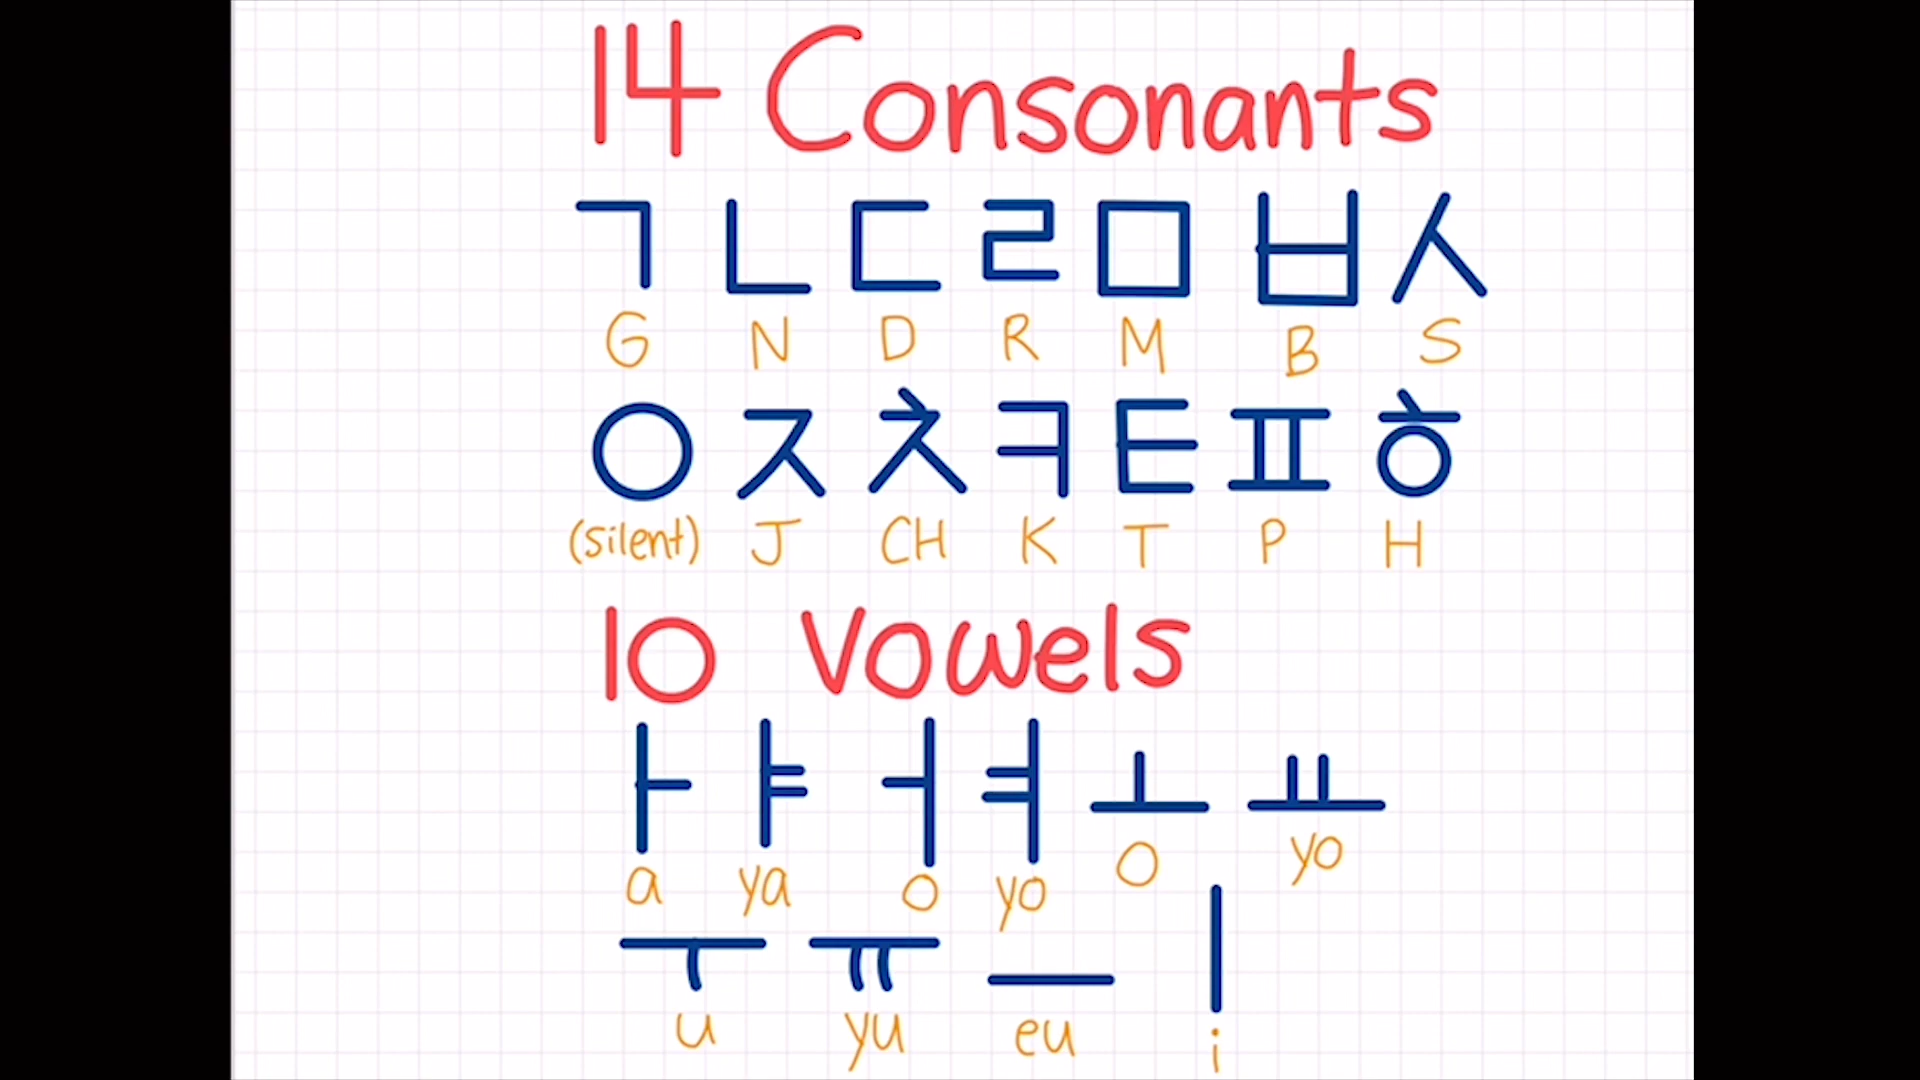 14 Consonants
ㄱ ㄴ ㄷ ㄹ ㅁ ㅂ ㅅ
G N D R M B S
ㅇ ㅈ ㅊ ㅋ ㅌ ㅍ ㅎ
(silent) J CH K T P H
10 Vowels
ㅏ ㅑ ㅓ ㅕ ㅗ ㅛ
a ya o yo o yo
ㅜ ㅠ ㅡ ㅣ
u yu eu i